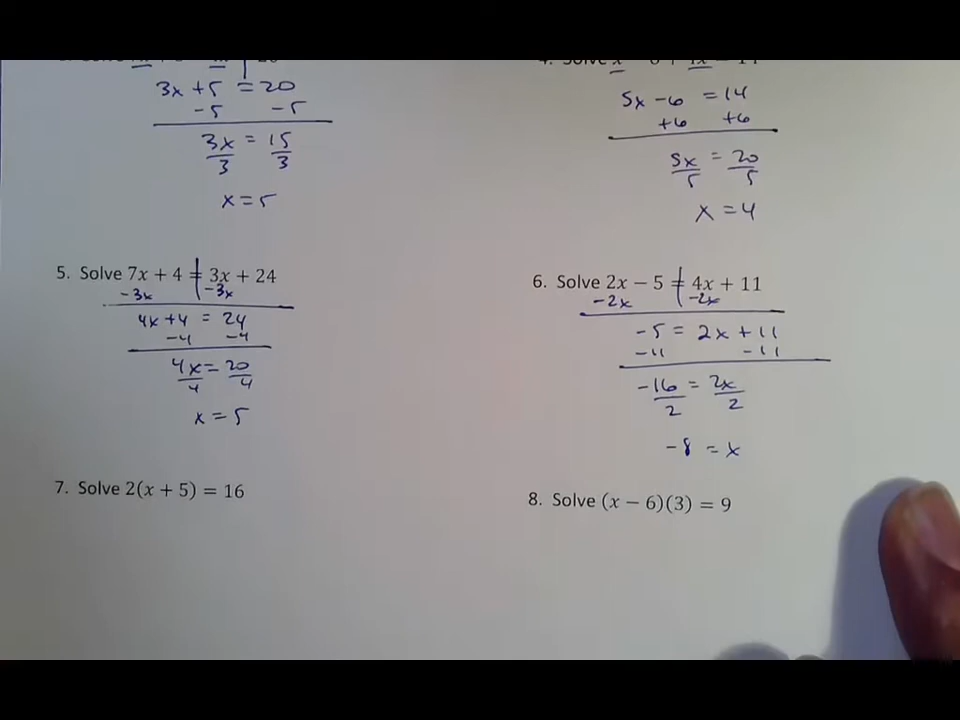 3x + 5 = 20
- 5 - 5
3x = 15
3 3
x = 5
5x - 6 = 14
+6 +6
5x = 20
5 5
x = 4
5. Solve 7x + 4 = 3x + 24
-3x -3x
4x + 4 = 24
-4 -4
4x = 20
4 4
x = 5
6. Solve 2x − 5 = 4x + 11
-2x -2x
-5 = 2x + 11
-11 -11
-16 = 2x
2 2
-8 = x
7. Solve 2(x + 5) = 16
8. Solve (x − 6)(3) = 9